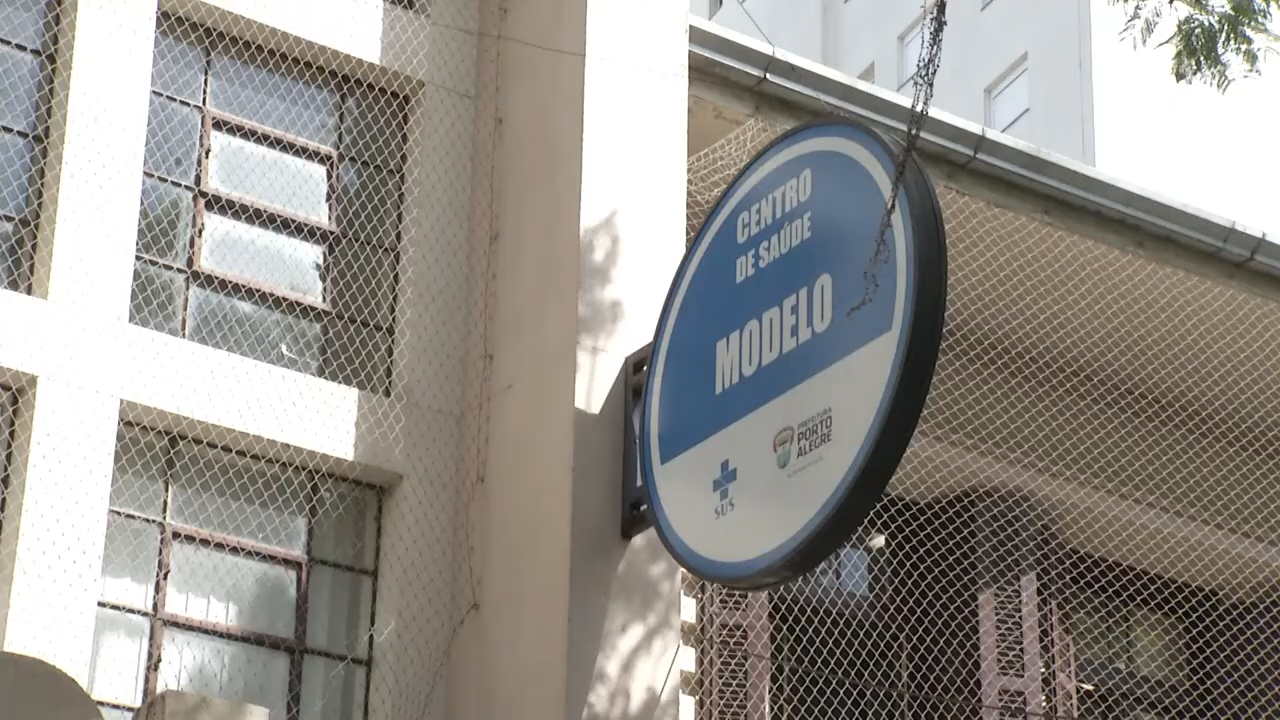 CENTRO
DE SAÚDE
MODELO
PREFEITURA
PORTO
ALEGRE
SUS